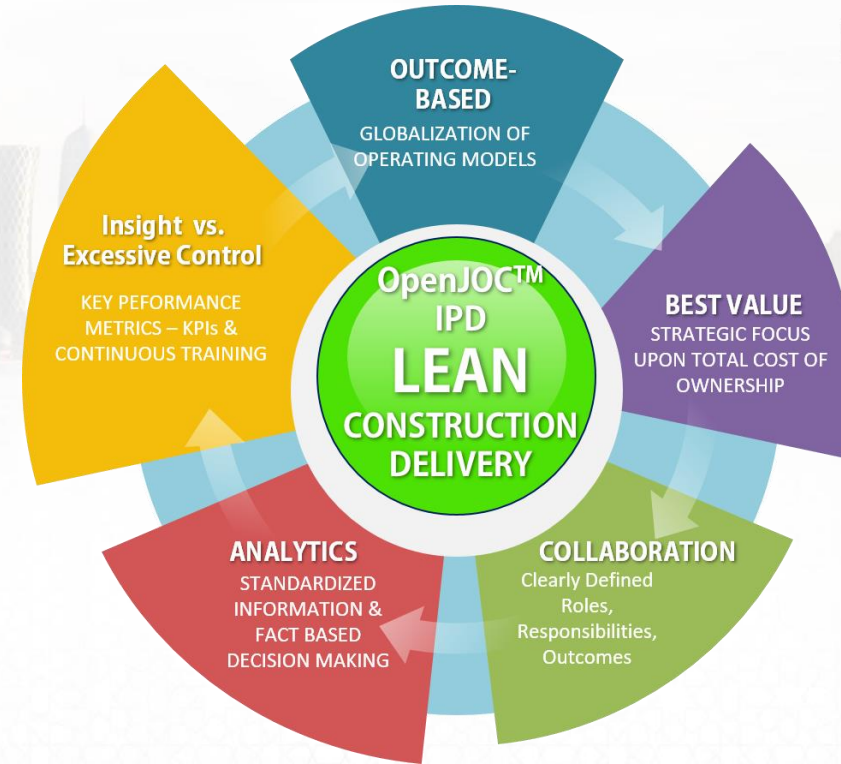 OUTCOME-
BASED
GLOBALIZATION OF
OPERATING MODELS
BEST VALUE
STRATEGIC FOCUS
UPON TOTAL COST OF
OWNERSHIP
COLLABORATION
Clearly Defined
Roles,
Responsibilities,
Outcomes
ANALYTICS
STANDARDIZED
INFORMATION &
FACT BASED
DECISION MAKING
Insight vs.
Excessive Control
KEY PEFORMANCE
METRICS – KPIs &
CONTINUOUS TRAINING
OpenJOC™
IPD
LEAN
CONSTRUCTION
DELIVERY